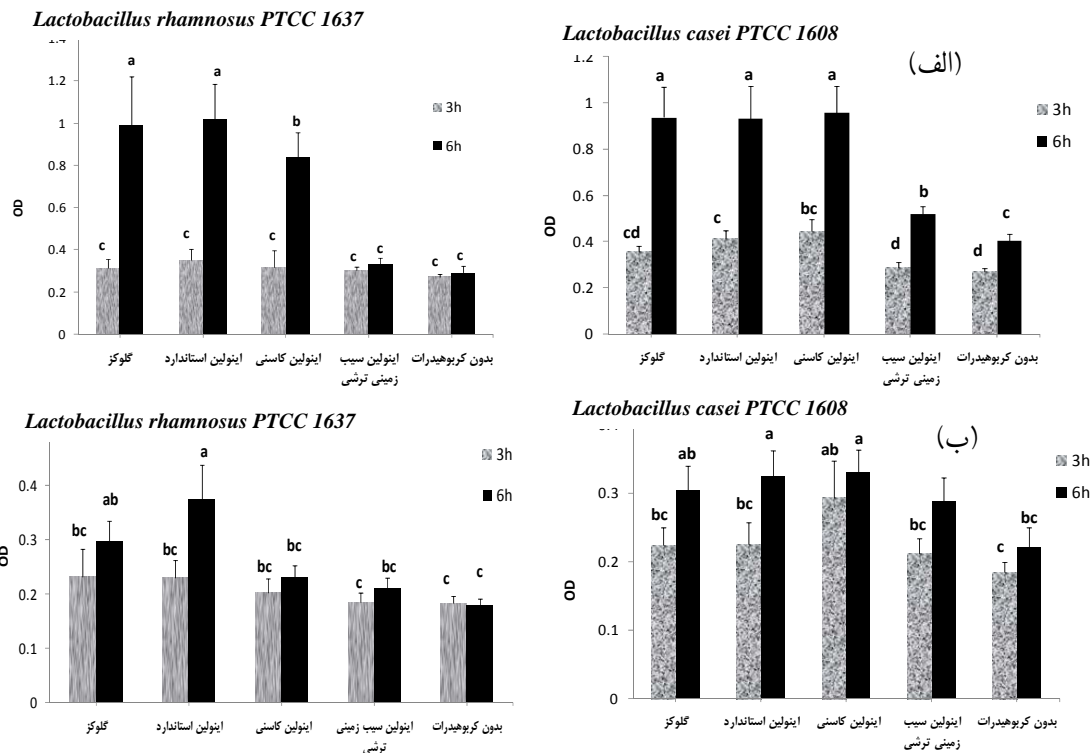 Lactobacillus rhamnosus PTCC 1637
1.4
1.2
1
0.8
0.6
0.4
0.2
0
OD
a
a
b
c
c
c
c
c
c
c
3h
6h
گلوکز
اینولین استاندارد
اینولین کاسنی
اینولین سیب
زمینی ترشی
بدون کربوهیدرات
Lactobacillus casei PTCC 1608
(الف)
1.2
1
0.8
0.6
0.4
0.2
0
OD
a
a
a
cd
c
bc
d
b
d
c
3h
6h
گلوکز
اینولین استاندارد
اینولین کاسنی
اینولین سیب
زمینی ترشی
بدون کربوهیدرات
Lactobacillus rhamnosus PTCC 1637
0.4
0.3
0.2
0.1
0
OD
bc
ab
bc
a
bc
bc
c
bc
c
c
3h
6h
گلوکز
اینولین استاندارد
اینولین کاسنی
اینولین سیب زمینی
ترشی
بدون کربوهیدرات
Lactobacillus casei PTCC 1608
(ب)
0.3
0.2
0.1
0
OD
bc
ab
bc
a
ab
a
bc
ab
c
bc
3h
6h
گلوکز
اینولین استاندارد
اینولین کاسنی
اینولین سیب
زمینی ترشی
بدون کربوهیدرات